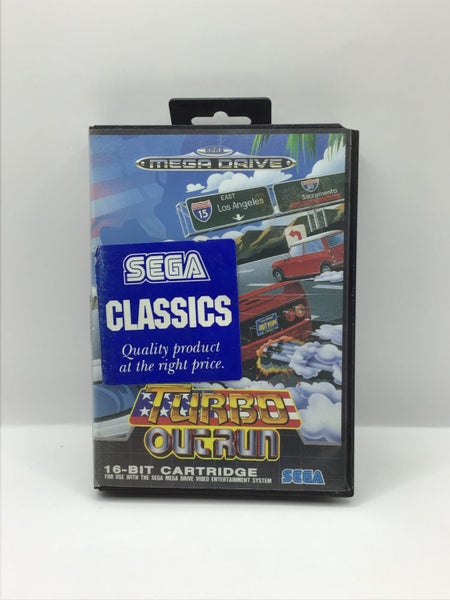 SEGA
MEGA DRIVE
EAST
15
Los Angeles
Sacramento
SEGA
CLASSICS
Quality product
at the right price.
OUTRUN
TURBO
OUTRUN
16-BIT CARTRIDGE
FOR USE WITH THE SEGA MEGA DRIVE VIDEO ENTERTAINMENT SYSTEM
SEGA